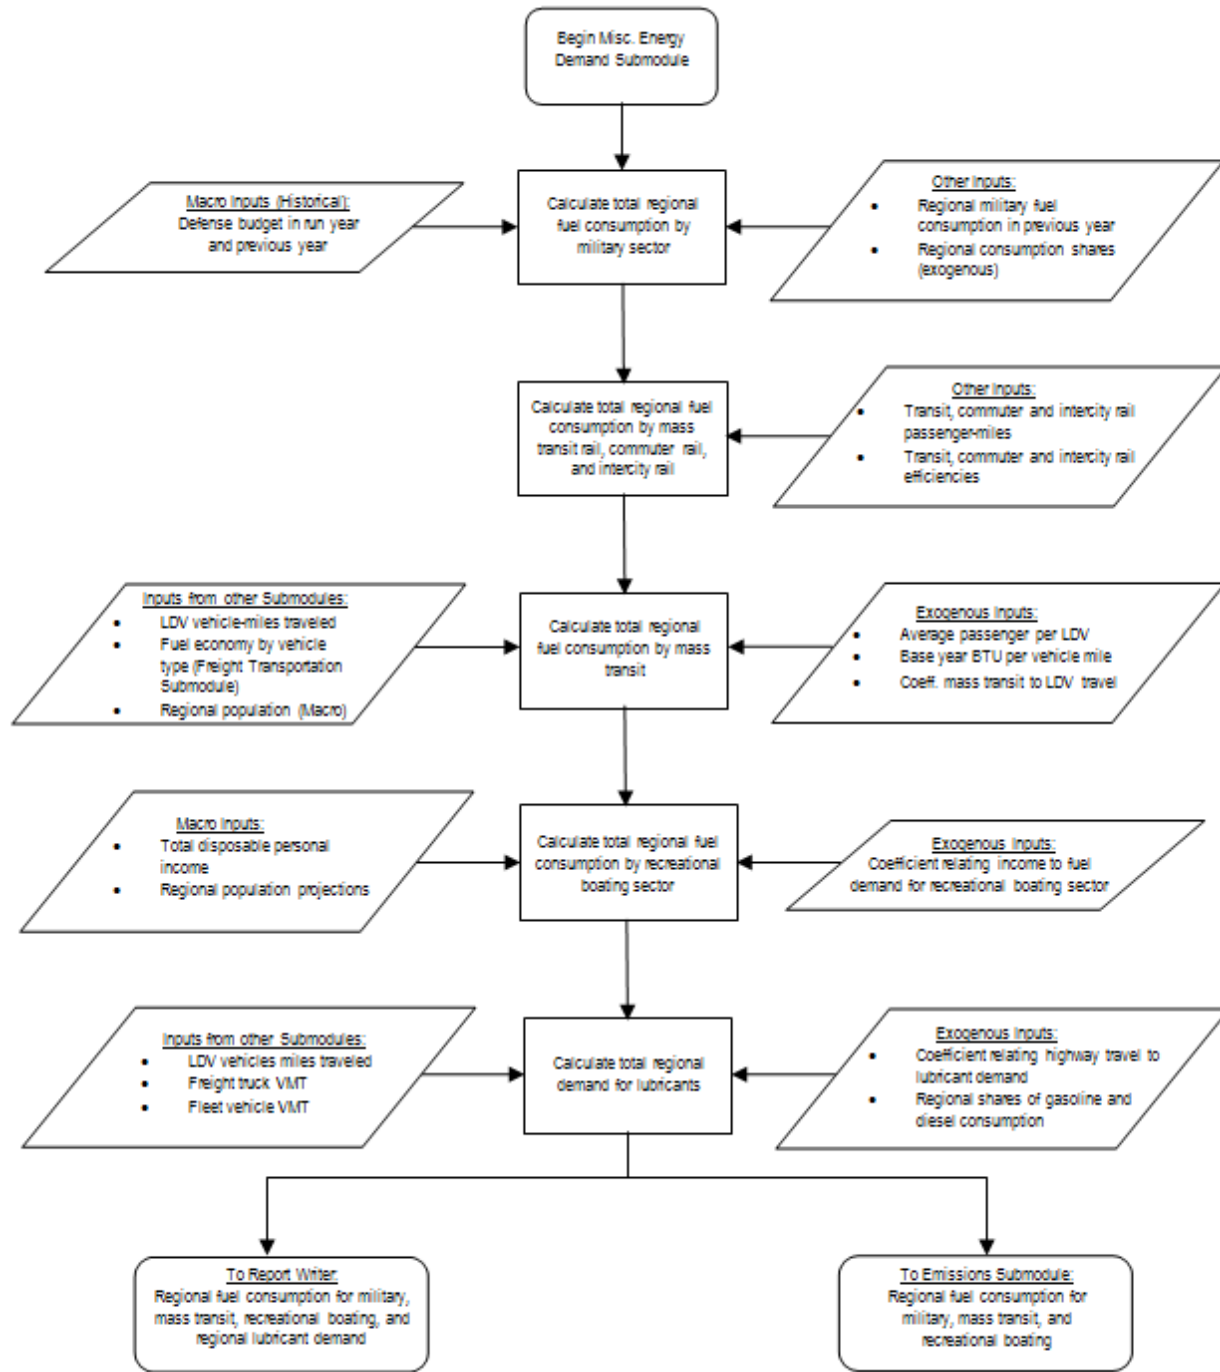 Begin Misc. Energy
Demand Submodule
Macro Inputs (Historical):
Defense budget in run year
and previous year
Calculate total regional
fuel consumption by
military sector
Other Inputs:
• Regional military fuel
consumption in previous year
• Regional consumption shares
(exogenous)
Calculate total regional fuel
consumption by mass
transit rail, commuter rail,
and intercity rail
Other Inputs:
• Transit, commuter and intercity rail
passenger-miles
• Transit, commuter and intercity rail
efficiencies
Inputs from other Submodules:
• LDV vehicle-miles traveled
• Fuel economy by vehicle
type (Freight Transportation
Submodule)
• Regional population (Macro)
Calculate total regional
fuel consumption by mass
transit
Exogenous Inputs:
• Average passenger per LDV
• Base year BTU per vehicle mile
• Coeff. mass transit to LDV travel
Macro Inputs:
• Total disposable personal
income
• Regional population projections
Calculate total regional fuel
consumption by recreational
boating sector
Exogenous Inputs:
Coefficient relating income to fuel
demand for recreational boating sector
Inputs from other Submodules:
• LDV vehicles miles traveled
• Freight truck VMT
• Fleet vehicle VMT
Calculate total regional
demand for lubricants
Exogenous Inputs:
• Coefficient relating highway travel to
lubricant demand
• Regional shares of gasoline and
diesel consumption
To Report Writer:
Regional fuel consumption for military,
mass transit, recreational boating, and
regional lubricant demand
To Emissions Submodule:
Regional fuel consumption for
military, mass transit, and
recreational boating